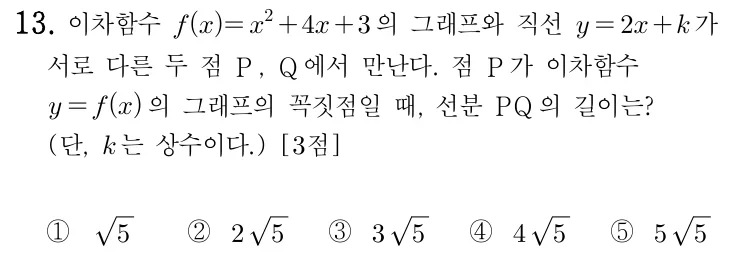 13. 이차함수 f(x)=x²+4x+3의 그래프와 직선 y=2x+k가
서로 다른 두 점 P, Q에서 만난다. 점 P가 이차함수
y=f(x)의 그래프의 꼭짓점일 때, 선분 PQ의 길이는?
(단, k는 상수이다.) [3점]
① √5 ② 2√5 ③ 3√5 ④ 4√5 ⑤ 5√5